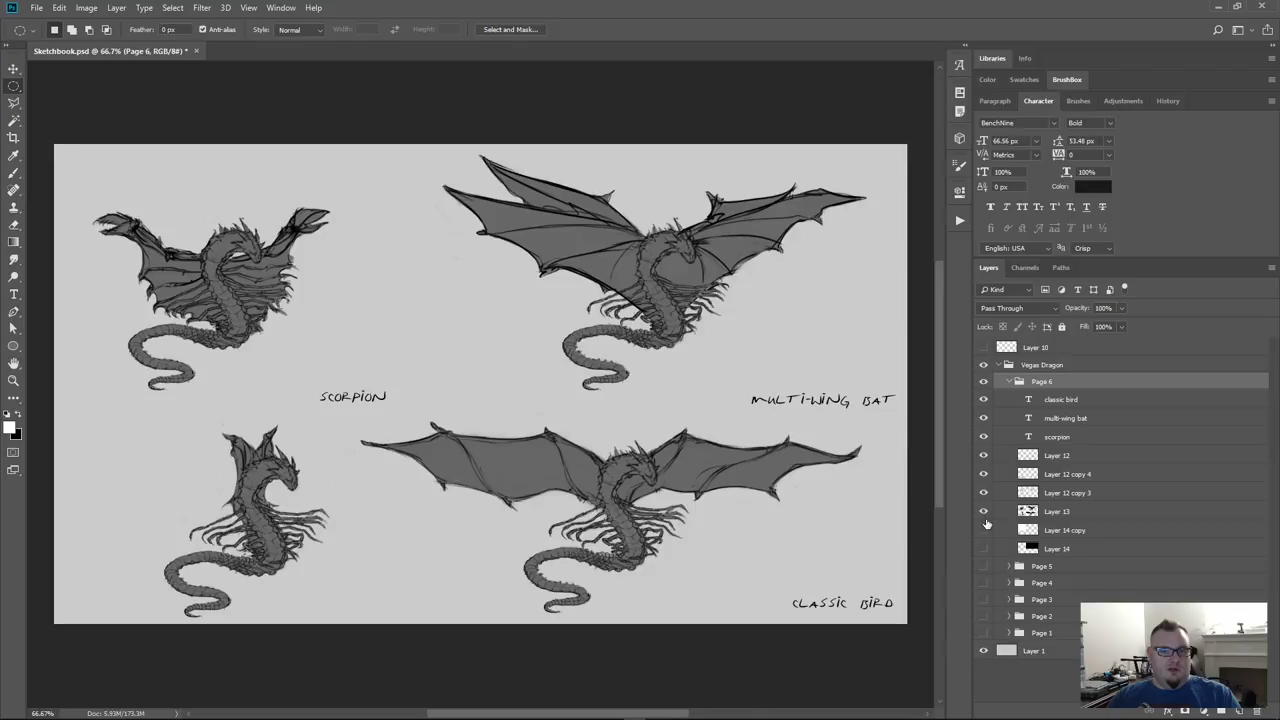 Ps File Edit Image Layer Type Select Filter 3D View Window Help
Feather: 0 px Anti-alias Style: Normal Width: Height: Select and Mask...
Sketchbook.psd @ 66.7% (Page 6, RGB/8#) * ×
Libraries Info
Color Swatches BrushBox
Paragraph Character Brushes Adjustments History
BenchNine Bold
66.56 px 53.48 px
Metrics 0
100% 100%
0 px Color:
English: USA Crisp
Layers Channels Paths
Kind
Pass Through Opacity: 100%
Lock: Fill: 100%
Layer 10
Vegas Dragon
Page 6
classic bird
multi-wing bat
scorpion
Layer 12
Layer 12 copy 4
Layer 12 copy 3
Layer 13
Layer 14 copy
Layer 14
Page 5
Page 4
Page 3
Page 2
Page 1
Layer 1
SCORPION
MULTI-WING BAT
CLASSIC BIRD
66.67% Doc: 5.93M/173.3M